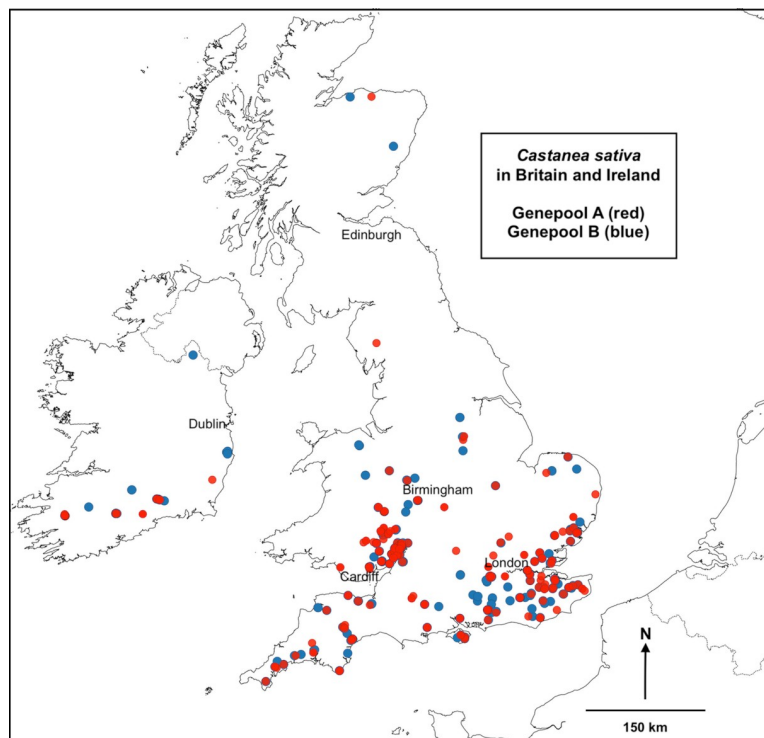 Castanea sativa
in Britain and Ireland
Genepool A (red)
Genepool B (blue)
Edinburgh
Dublin
Birmingham
London
Cardiff
N
150 km